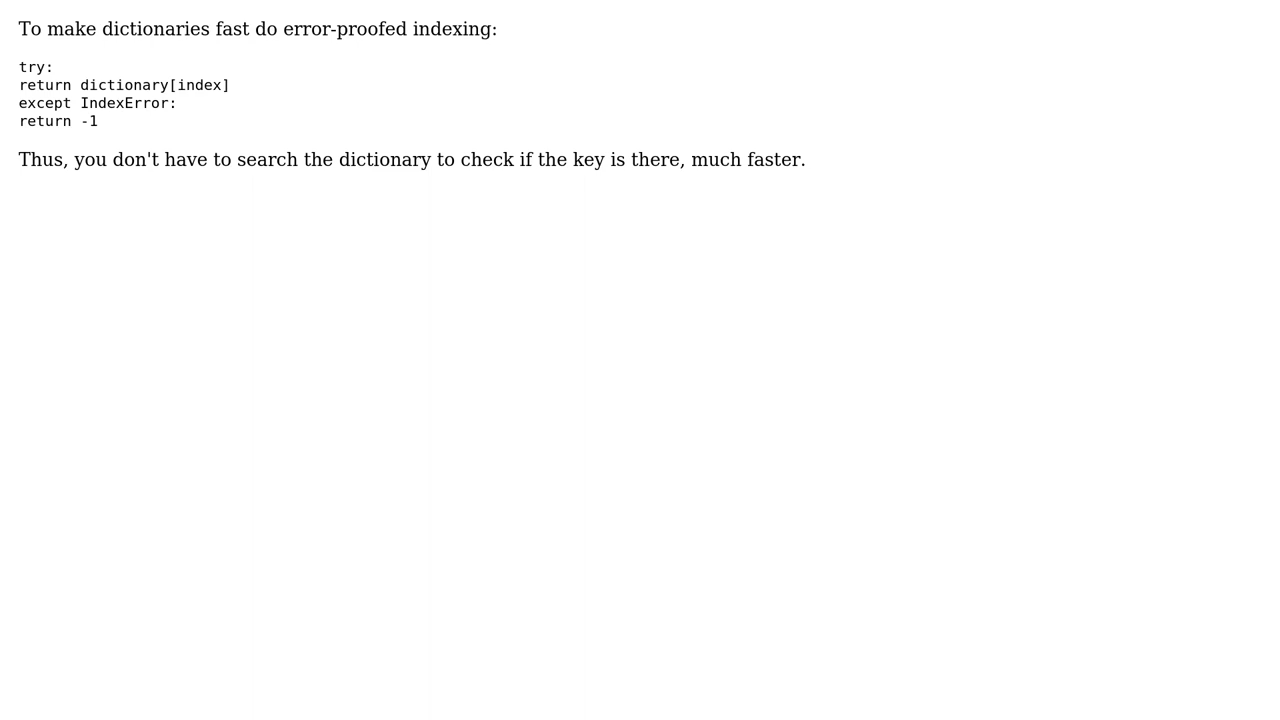 To make dictionaries fast do error-proofed indexing:
try:
return dictionary[index]
except IndexError:
return -1
Thus, you don't have to search the dictionary to check if the key is there, much faster.